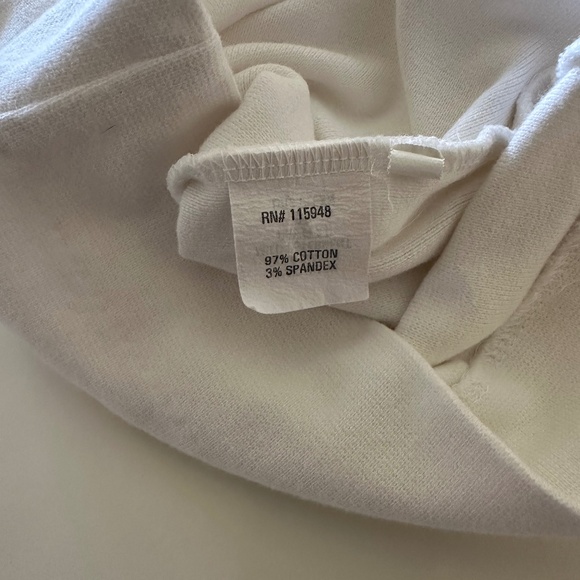 RN# 115948
97% COTTON
3% SPANDEX